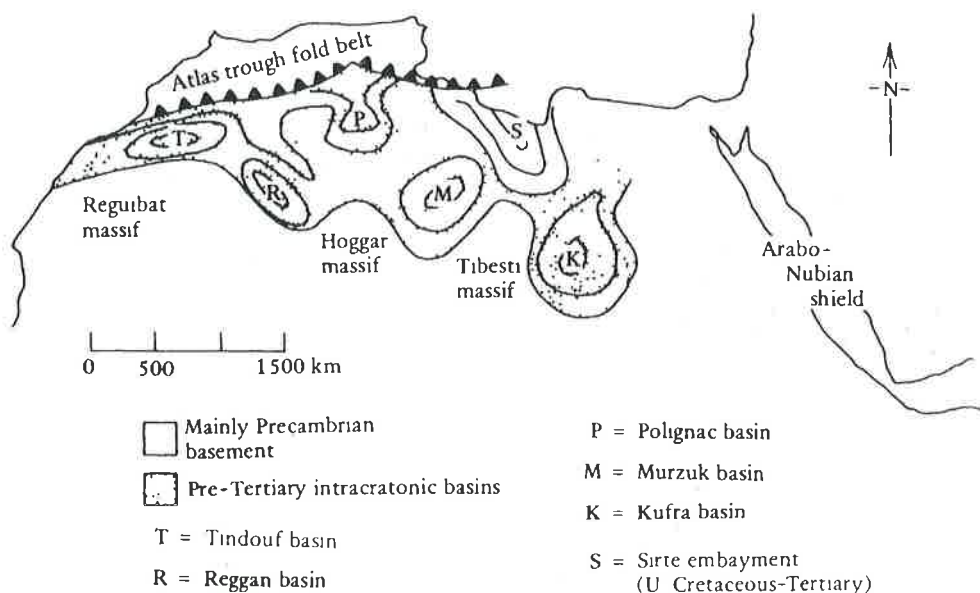 Atlas trough fold belt
-N-
T
P
S
R
M
K
Reguibat
massif
Hoggar
massif
Tibesti
massif
Arabo-
Nubian
shield
0 500 1500 km
Mainly Precambrian
basement
Pre-Tertiary intracratonic basins
T = Tindouf basin
R = Reggan basin
P = Polignac basin
M = Murzuk basin
K = Kufra basin
S = Sirte embayment
(U Cretaceous-Tertiary)